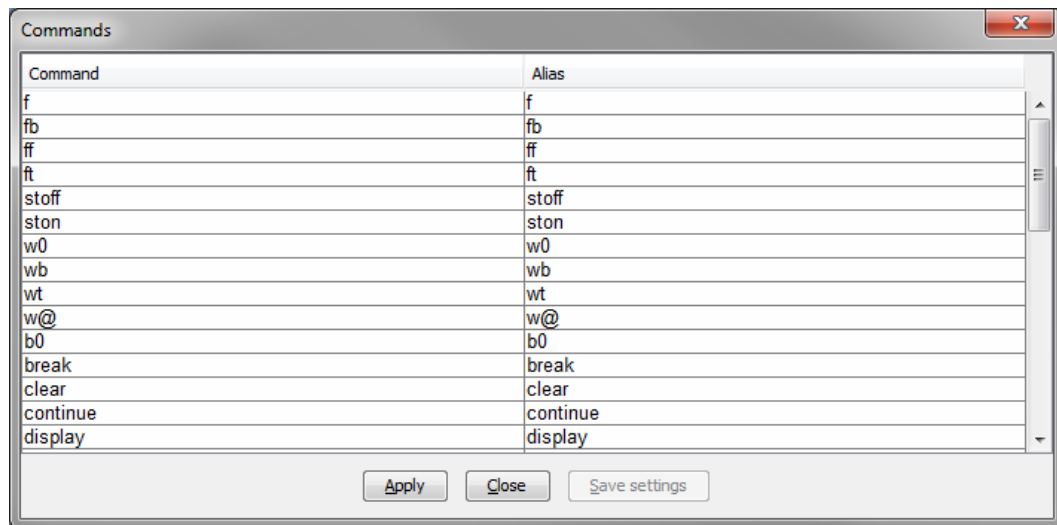 Commands
Command Alias
f f
fb fb
ff ff
ft ft
stoff stoff
ston ston
w0 w0
wb wb
wt wt
w@ w@
b0 b0
break break
clear clear
continue continue
display display
Apply Close Save settings